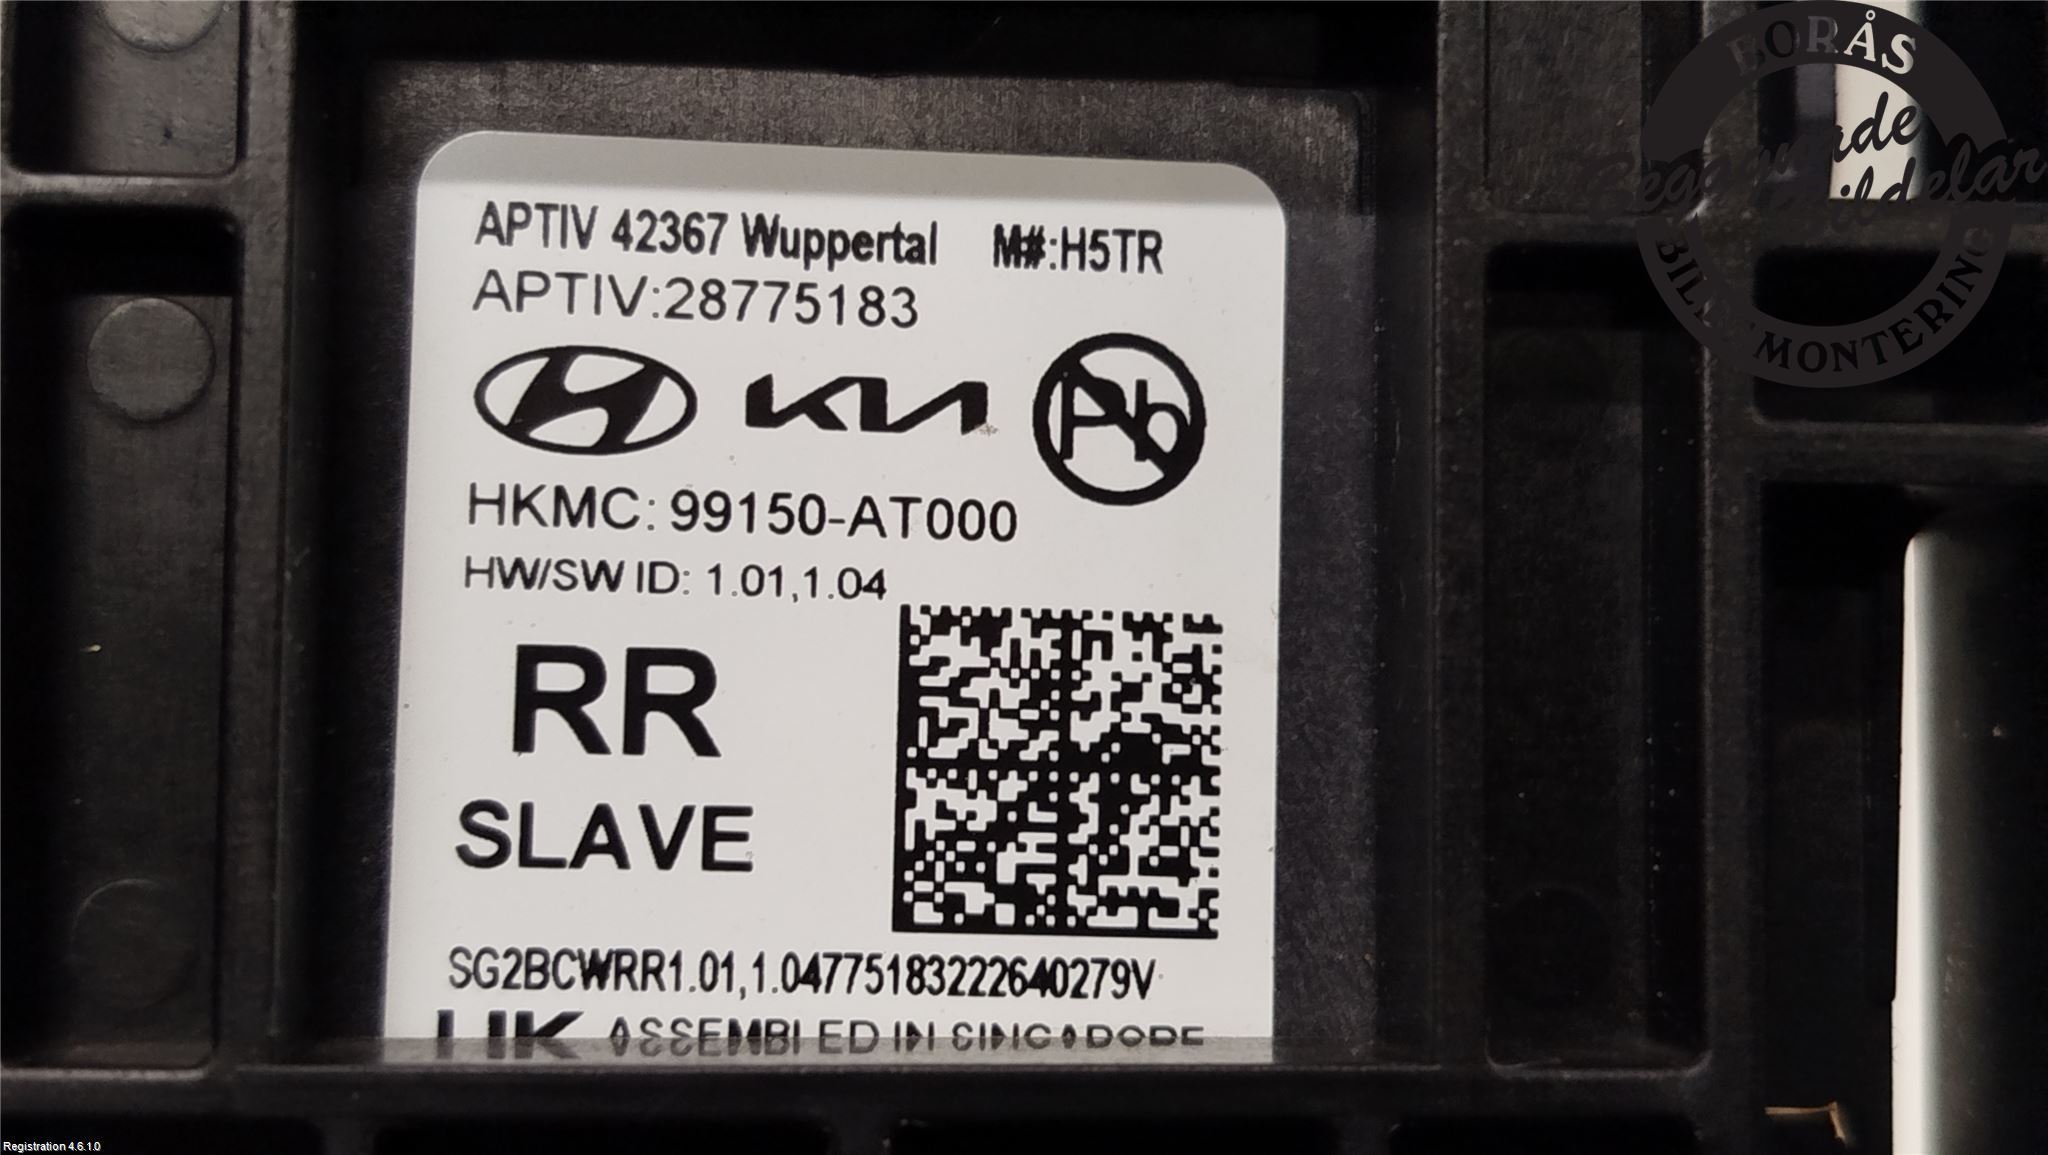 BORÅS
Begagnade
Bildelar
BILDEMONTERING
APTIV 42367 Wuppertal M#:H5TR
APTIV:28775183
KIA Pb
HKMC: 99150-AT000
HW/SW ID: 1.01,1.04
RR
SLAVE
SG2BCWRR1.01,1.04775183222640279V
ASSEMBLED IN SINGAPORE
Registration 4.6.1.0